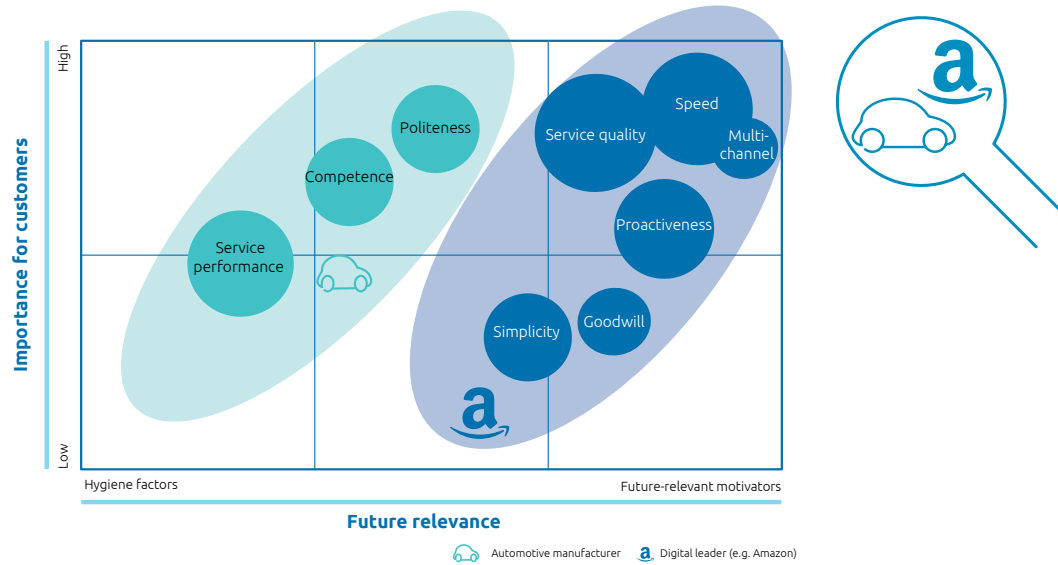 High
Importance for customers
Low
Politeness
Competence
Service
performance
Service quality
Speed
Multi-
channel
Proactiveness
Simplicity
Goodwill
a
a
Hygiene factors
Future-relevant motivators
Future relevance
Automotive manufacturer
a
Digital leader (e.g. Amazon)